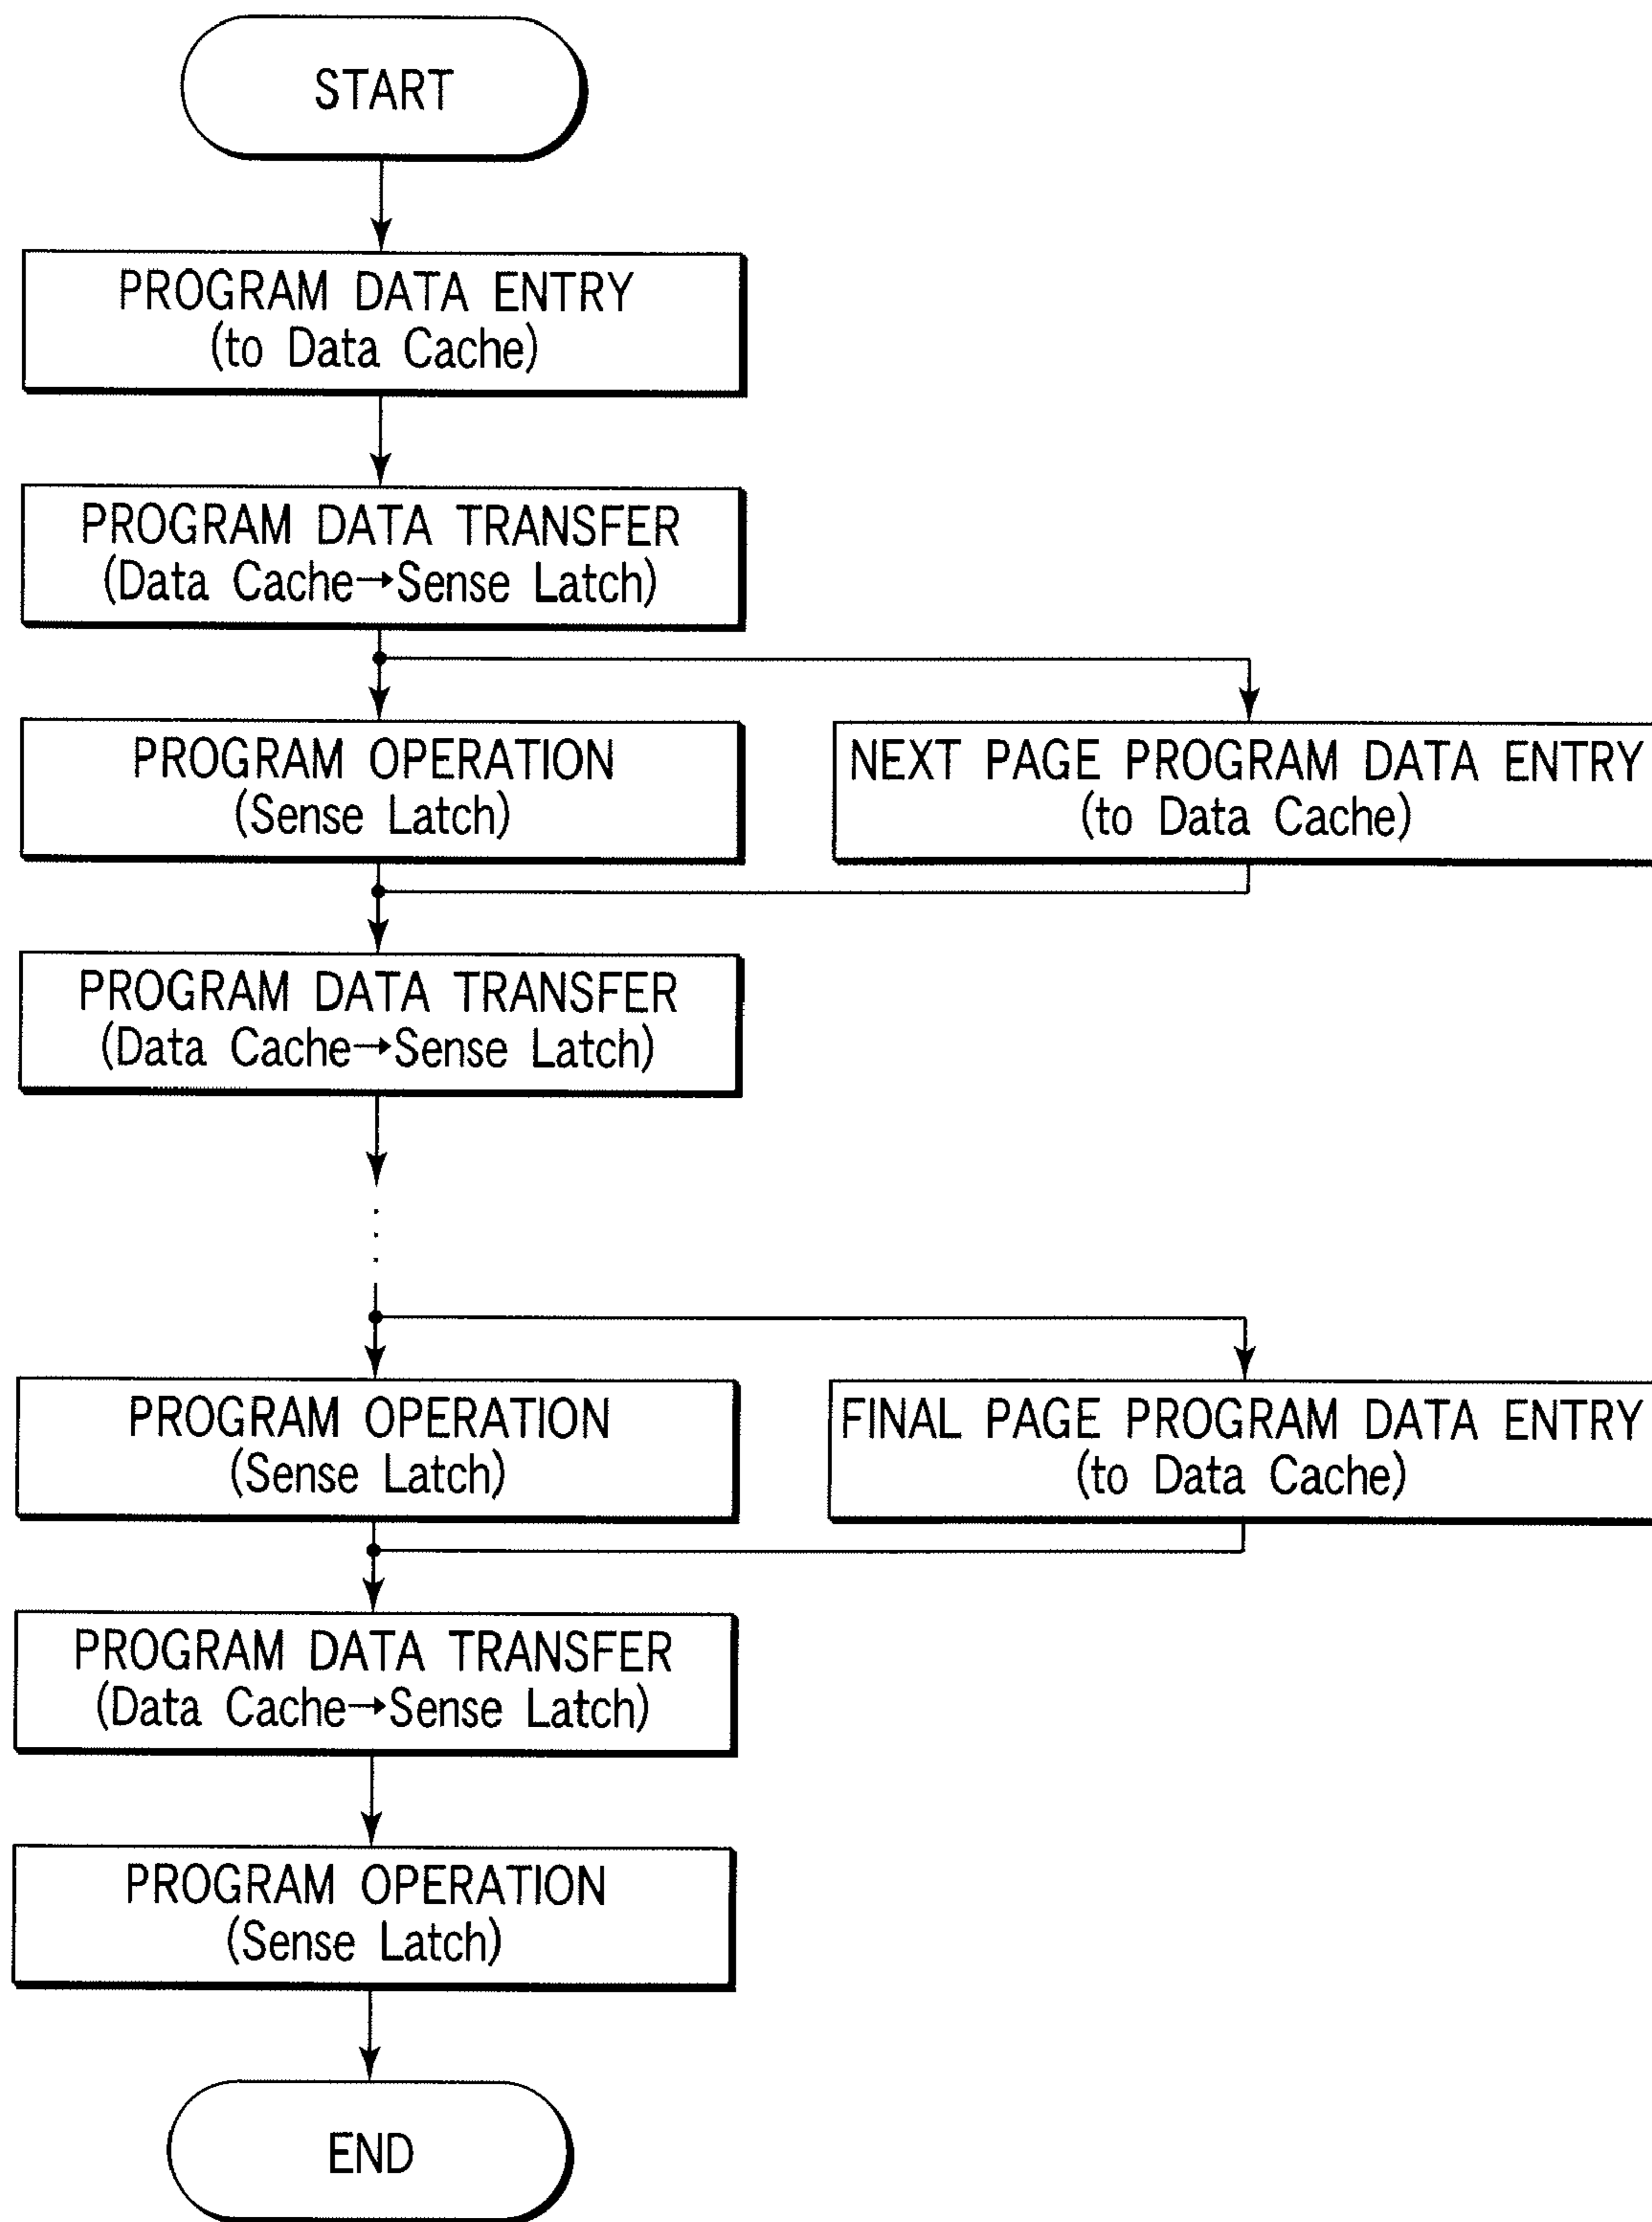 START
PROGRAM DATA ENTRY
(to Data Cache)
PROGRAM DATA TRANSFER
(Data Cache→Sense Latch)
PROGRAM OPERATION
(Sense Latch)
NEXT PAGE PROGRAM DATA ENTRY
(to Data Cache)
PROGRAM DATA TRANSFER
(Data Cache→Sense Latch)
PROGRAM OPERATION
(Sense Latch)
FINAL PAGE PROGRAM DATA ENTRY
(to Data Cache)
PROGRAM DATA TRANSFER
(Data Cache→Sense Latch)
PROGRAM OPERATION
(Sense Latch)
END